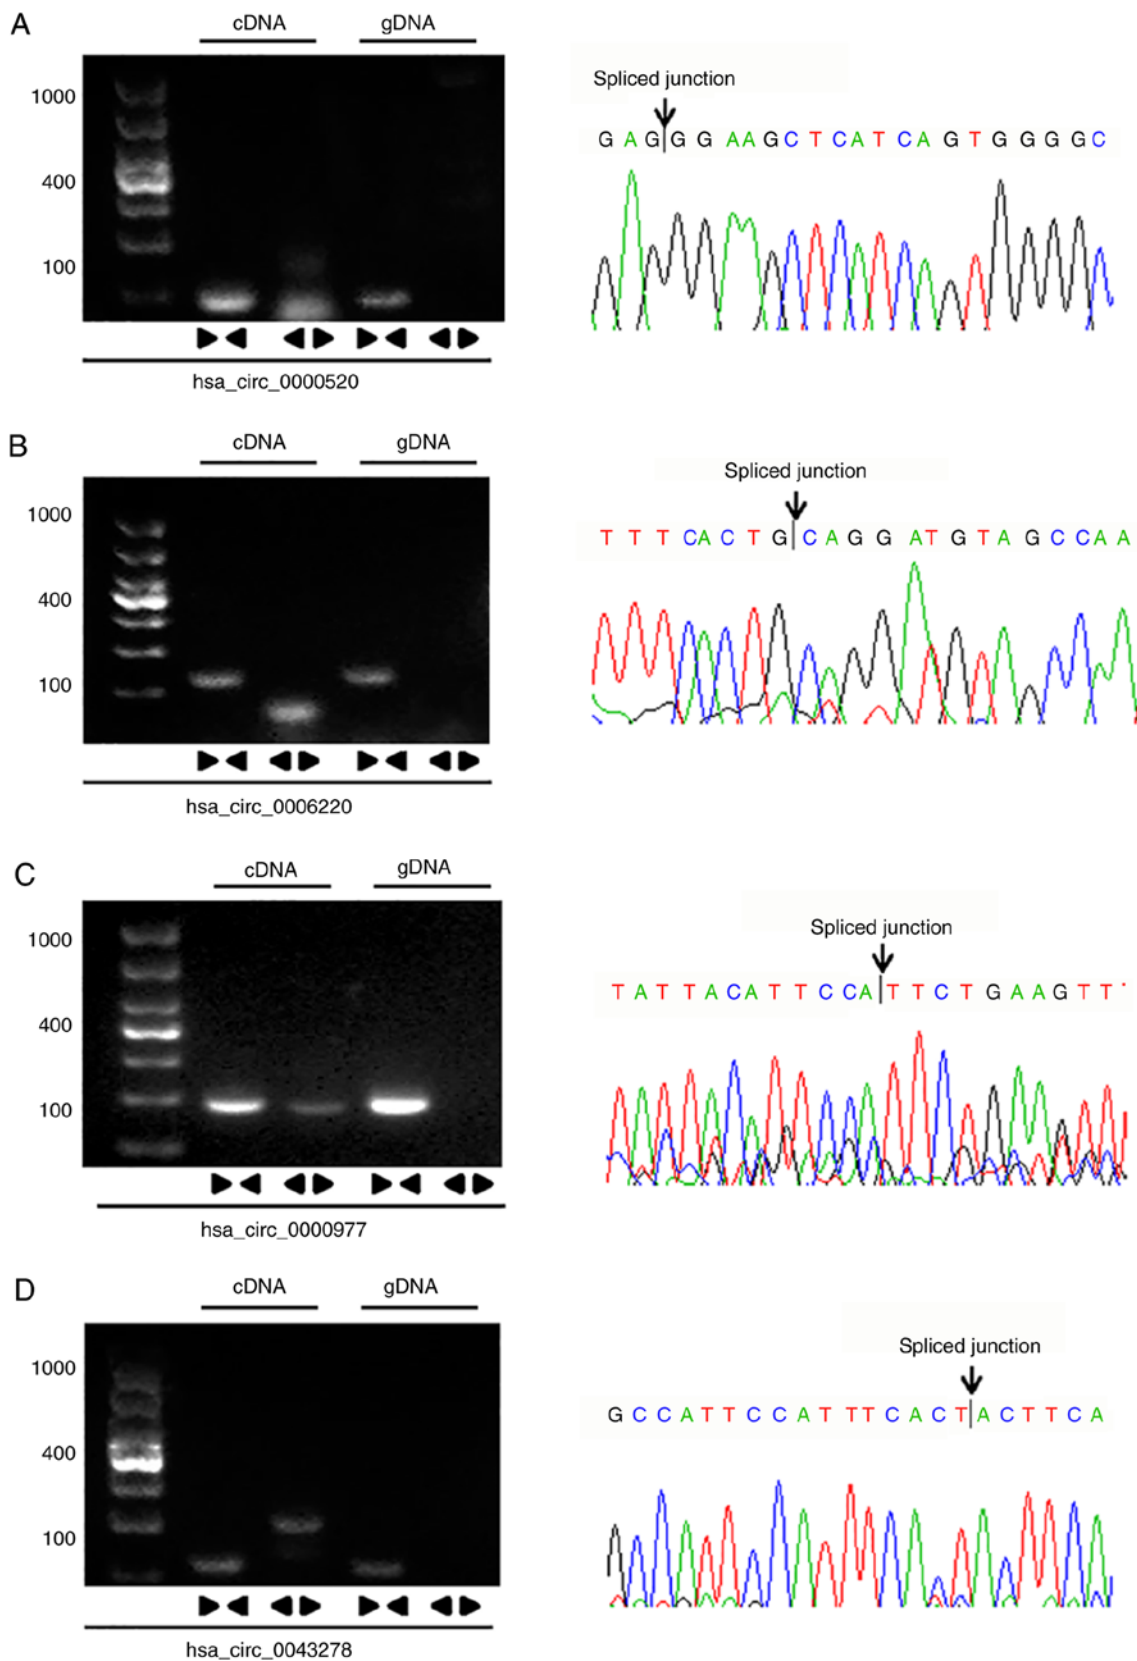 A
cDNA
gDNA
1000
400
100
hsa_circ_0000520
Spliced junction
G A G G G A A G C T C A T C A G T G G G G C
B
cDNA
gDNA
1000
400
100
hsa_circ_0006220
Spliced junction
T T T C A C T G C A G G A T G T A G C C A A
C
cDNA
gDNA
1000
400
100
hsa_circ_0000977
Spliced junction
T A T T A C A T T C C A T T C T G A A G T T
D
cDNA
gDNA
1000
400
100
hsa_circ_0043278
Spliced junction
G C C A T T C C A T T T C A C T A C T T C A